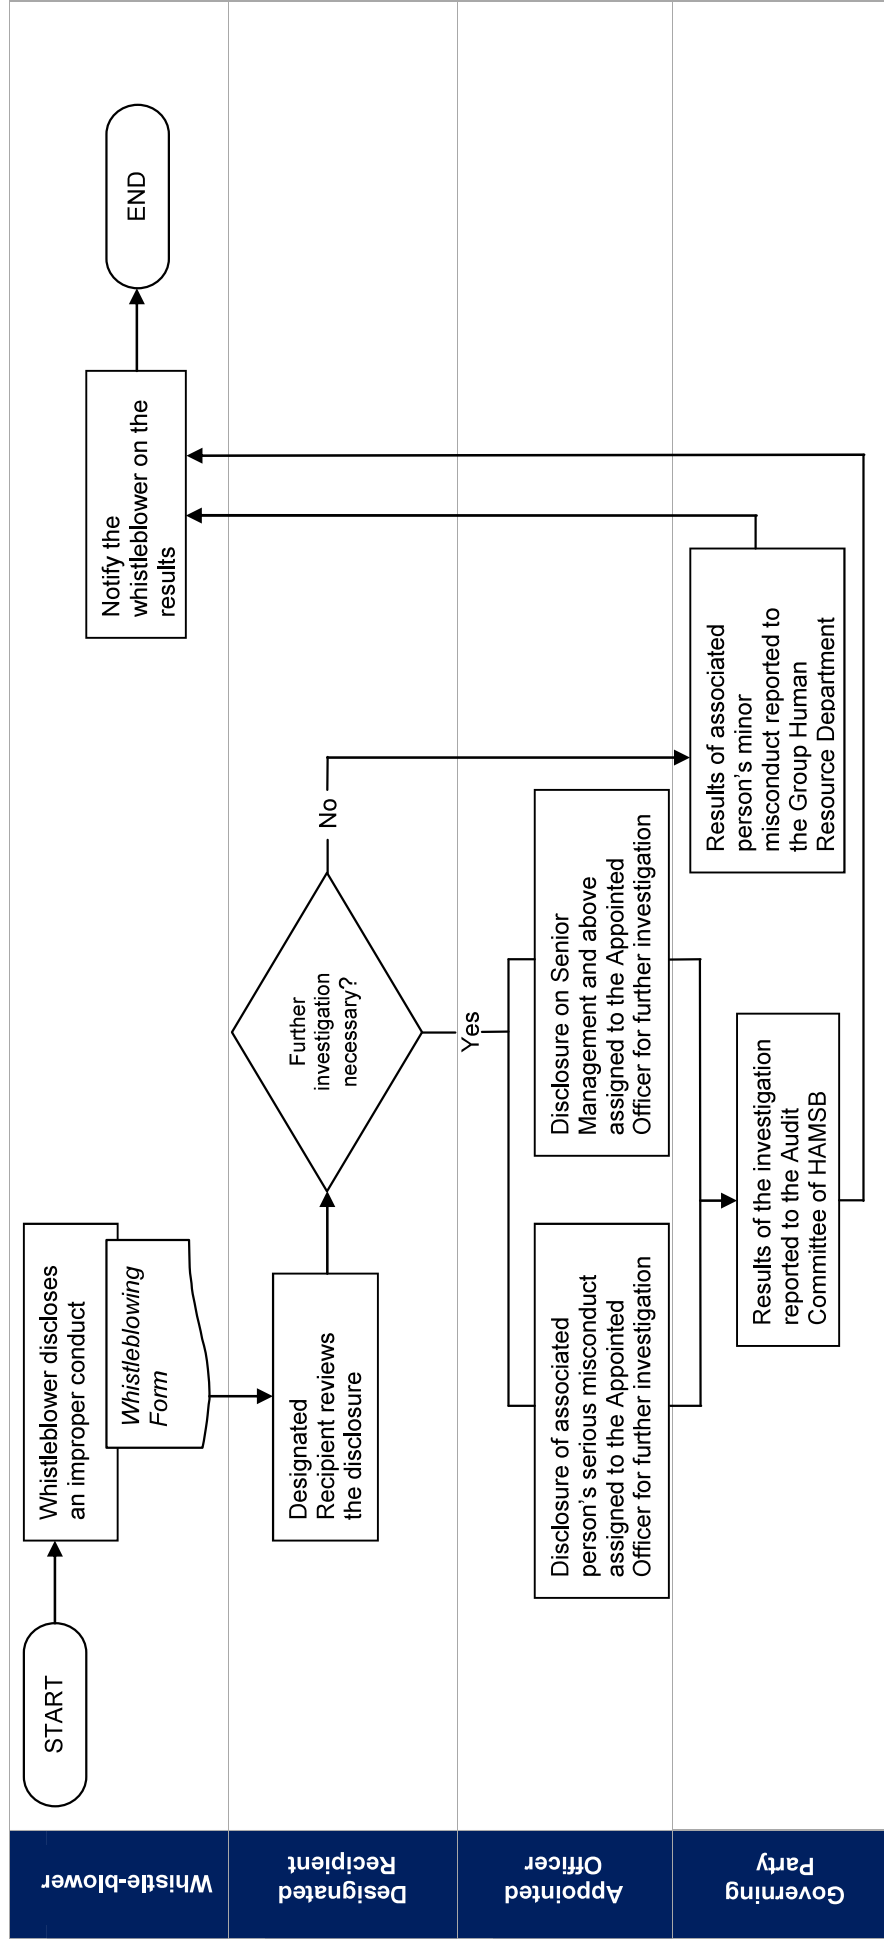 Whistle-blower
START
Whistleblower discloses
an improper conduct
Whistleblowing
Form
Notify the
whistleblower on the
results
END
Designated
Recipient
Designated
Recipient reviews
the disclosure
Further
investigation
necessary?
No
Yes
Appointed
Officer
Disclosure of associated
person's serious misconduct
assigned to the Appointed
Officer for further investigation
Disclosure on Senior
Management and above
assigned to the Appointed
Officer for further investigation
Governing
Party
Results of the investigation
reported to the Audit
Committee of HAMSB
Results of associated
person's minor
misconduct reported to
the Group Human
Resource Department